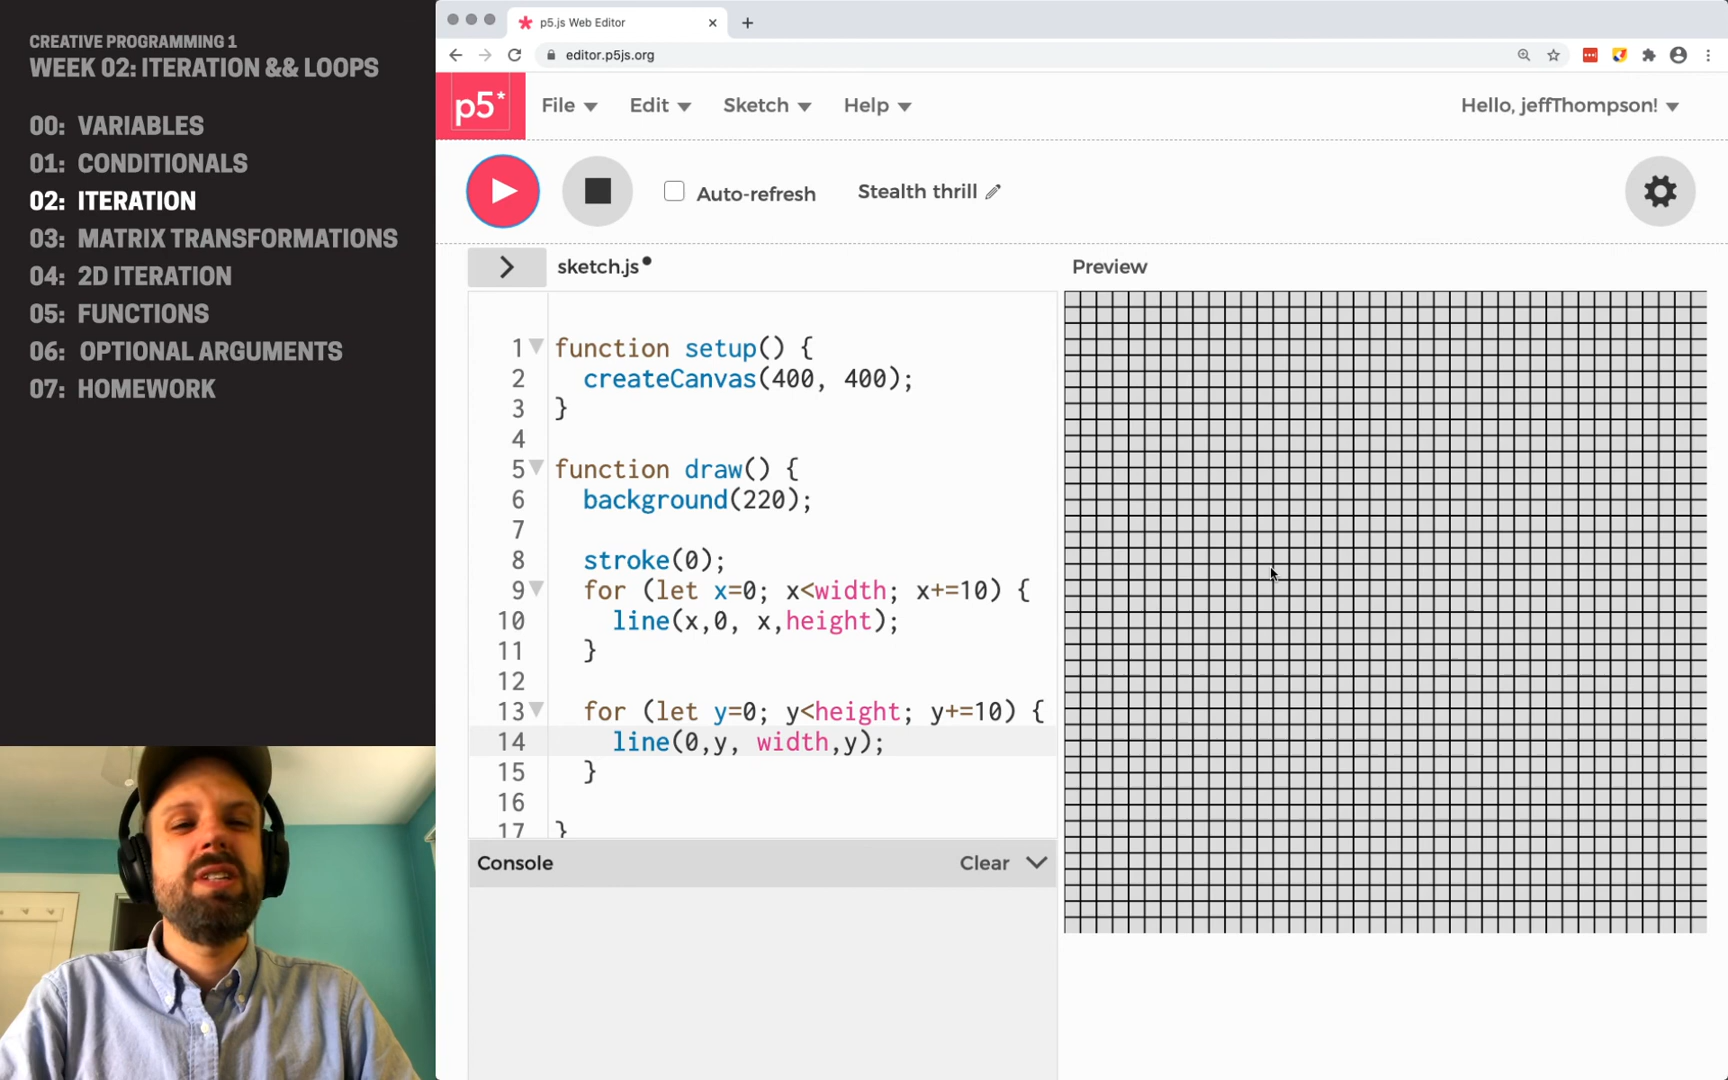 CREATIVE PROGRAMMING 1
WEEK 02: ITERATION && LOOPS
00: VARIABLES
01: CONDITIONALS
02: ITERATION
03: MATRIX TRANSFORMATIONS
04: 2D ITERATION
05: FUNCTIONS
06: OPTIONAL ARGUMENTS
07: HOMEWORK
p5.js Web Editor
editor.p5js.org
p5* File Edit Sketch Help Hello, jeffThompson!
Auto-refresh Stealth thrill
sketch.js
Preview
1 function setup() {
2 createCanvas(400, 400);
3 }
4
5 function draw() {
6 background(220);
7
8 stroke(0);
9 for (let x=0; x<width; x+=10) {
10 line(x,0, x,height);
11 }
12
13 for (let y=0; y<height; y+=10) {
14 line(0,y, width,y);
15 }
16
17 }
Console Clear